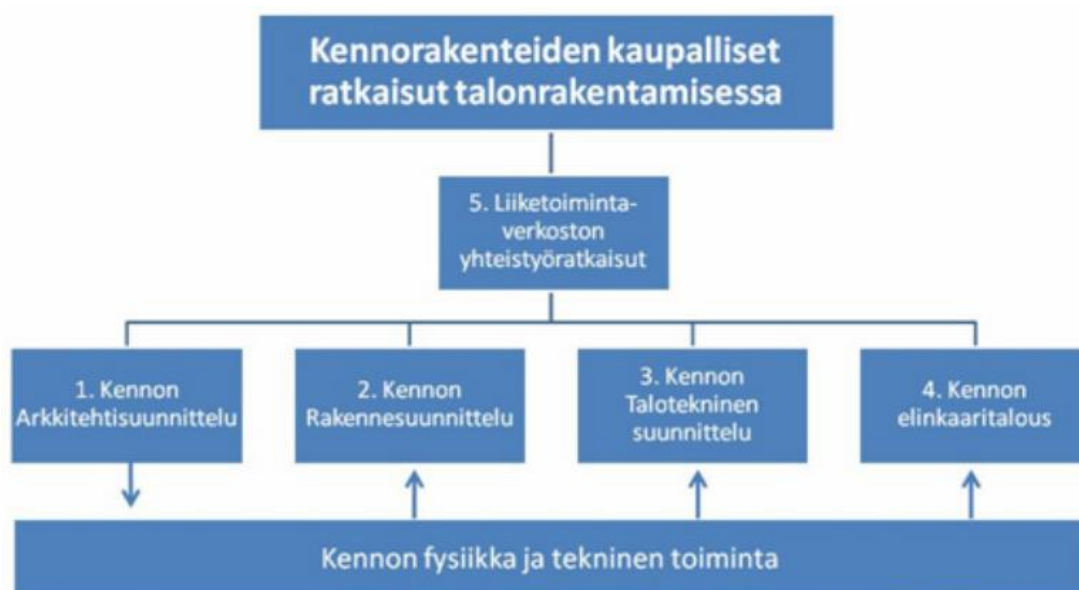 Kennorakenteiden kaupalliset
ratkaisut talonrakentamisessa
5. Liiketoiminta-
verkoston
yhteistyöratkaisut
1. Kennon
Arkkitehtisuunnittelu
2. Kennon
Rakennesuunnittelu
3. Kennon
Talotekninen
suunnittelu
4. Kennon
elinkaaritalous
Kennon fysiikka ja tekninen toiminta